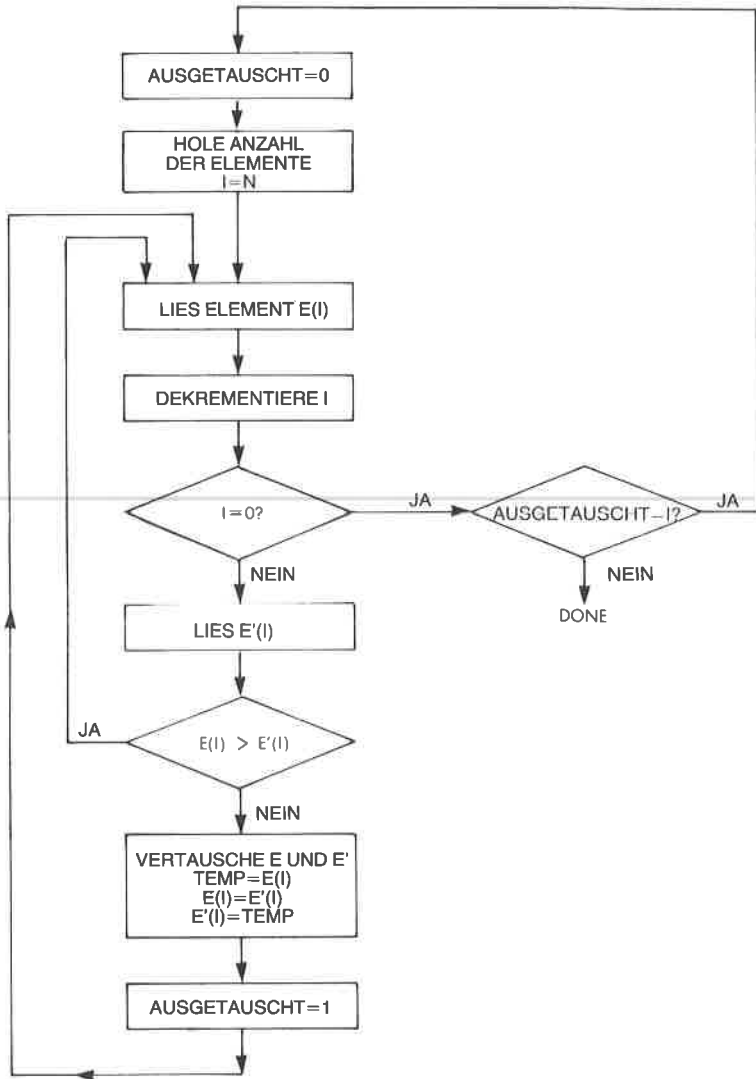 AUSGETAUSCHT=0
HOLE ANZAHL
DER ELEMENTE
I=N
LIES ELEMENT E(I)
DEKREMENTIERE I
I=0?
JA
AUSGETAUSCHT–I?
JA
NEIN
NEIN
DONE
LIES E'(I)
E(I) > E'(I)
JA
NEIN
VERTAUSCHE E UND E'
TEMP=E(I)
E(I)=E'(I)
E'(I)=TEMP
AUSGETAUSCHT=1